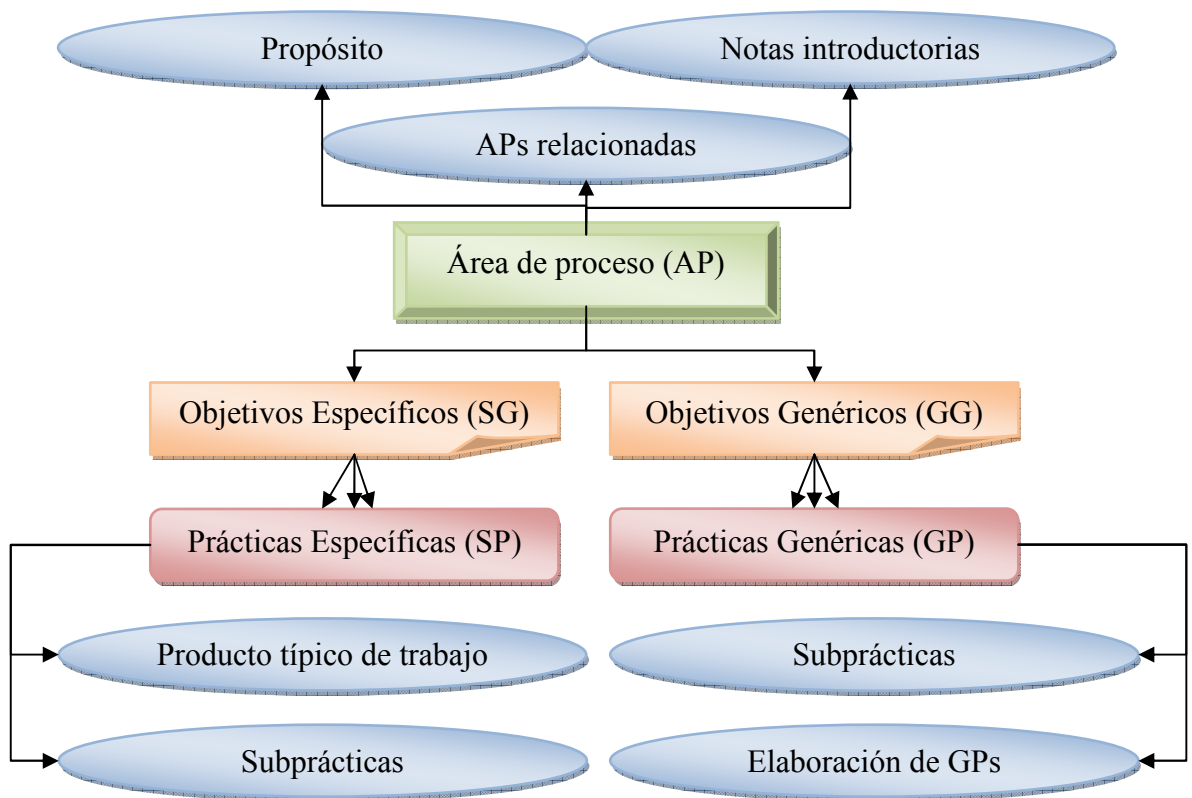 Propósito
Notas introductorias
APs relacionadas
Área de proceso (AP)
Objetivos Específicos (SG)
Objetivos Genéricos (GG)
Prácticas Específicas (SP)
Prácticas Genéricas (GP)
Producto típico de trabajo
Subprácticas
Subprácticas
Elaboración de GPs